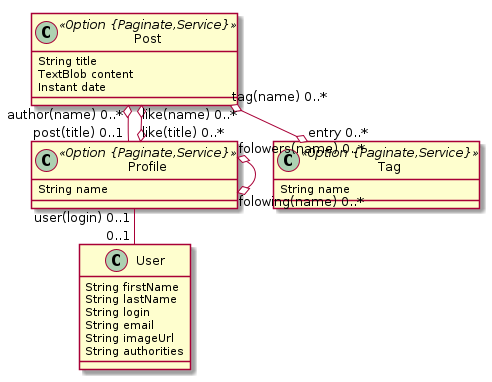 C «Option {Paginate,Service}»
Post
String title
TextBlob content
Instant date
tag(name) 0..*
author(name) 0..* like(name) 0..*
post(title) 0..1 like(title) 0..* entry 0..*
folowers(name) 0..*
C «Option {Paginate,Service}»
Profile
String name
C «Option {Paginate,Service}»
Tag
String name
folowing(name) 0..*
user(login) 0..1
0..1
C User
String firstName
String lastName
String login
String email
String imageUrl
String authorities